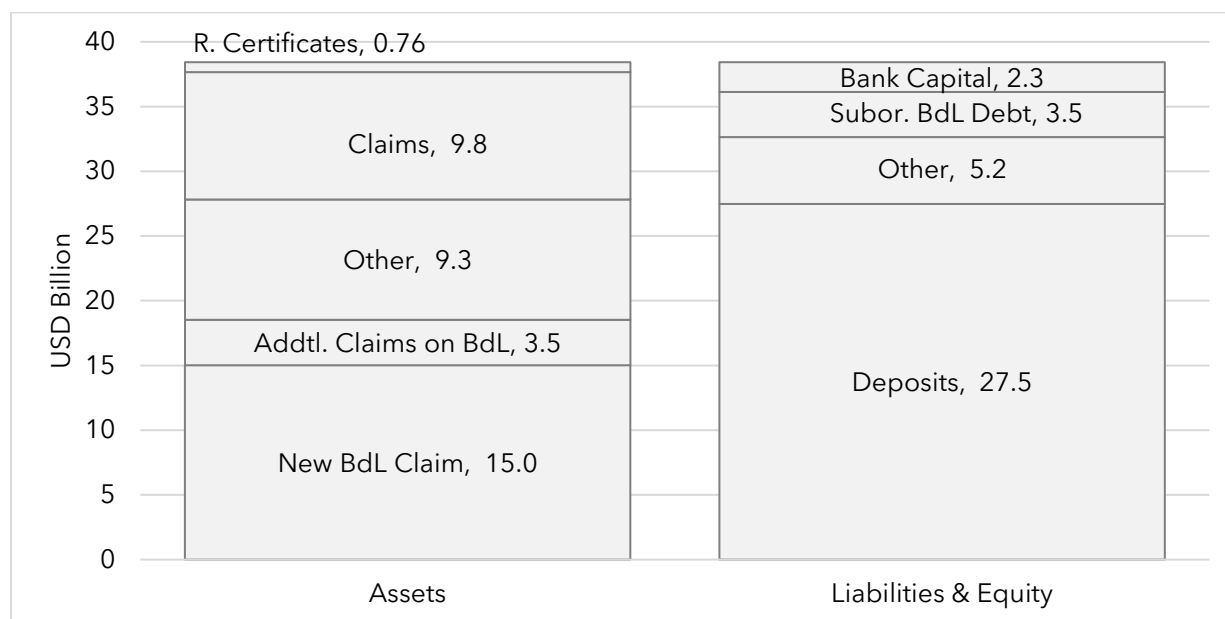 USD Billion
40
35
30
25
20
15
10
5
0
R. Certificates, 0.76
Claims, 9.8
Other, 9.3
Addtl. Claims on BdL, 3.5
New BdL Claim, 15.0
Bank Capital, 2.3
Subor. BdL Debt, 3.5
Other, 5.2
Deposits, 27.5
Assets
Liabilities & Equity